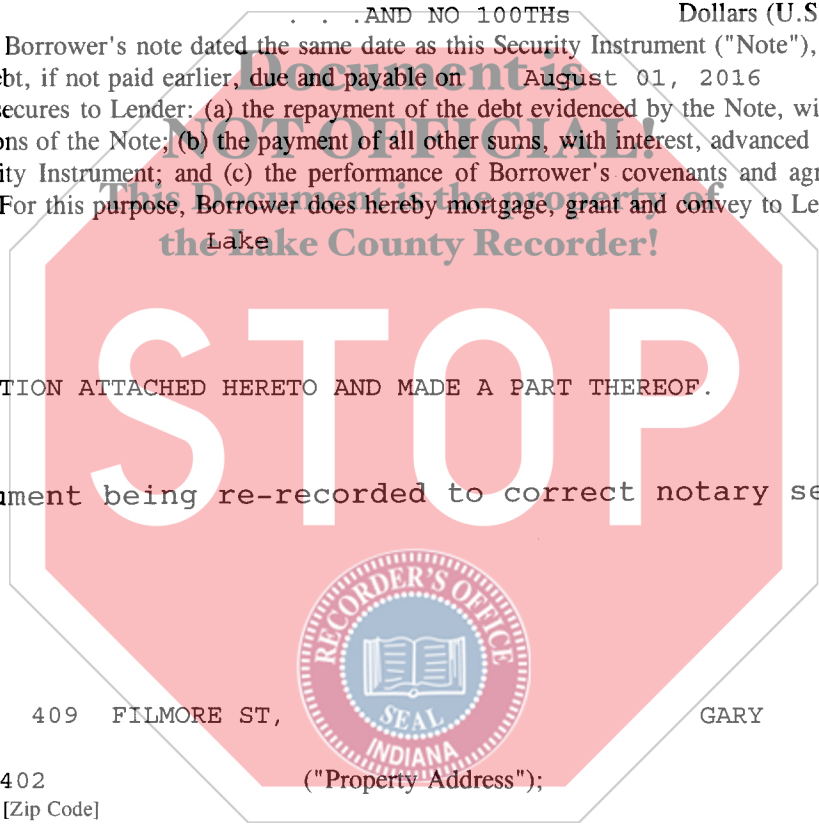 . . .AND NO 100THs Dollars (U.S
Borrower's note dated the same date as this Security Instrument ("Note"),
ebt, if not paid earlier, due and payable on August 01, 2016
Document is
secures to Lender: (a) the repayment of the debt evidenced by the Note, wi
ons of the Note; (b) the payment of all other sums, with interest, advanced
NOT OFFICIAL!
ity Instrument; and (c) the performance of Borrower's covenants and agr
This Document is the property of
For this purpose, Borrower does hereby mortgage, grant and convey to Le
Lake
the Lake County Recorder!
STOP
TION ATTACHED HERETO AND MADE A PART THEREOF.
ument being re-recorded to correct notary se
RECORDER'S OFFICE
SEAL
INDIANA
409 FILMORE ST, GARY
402 ("Property Address");
[Zip Code]